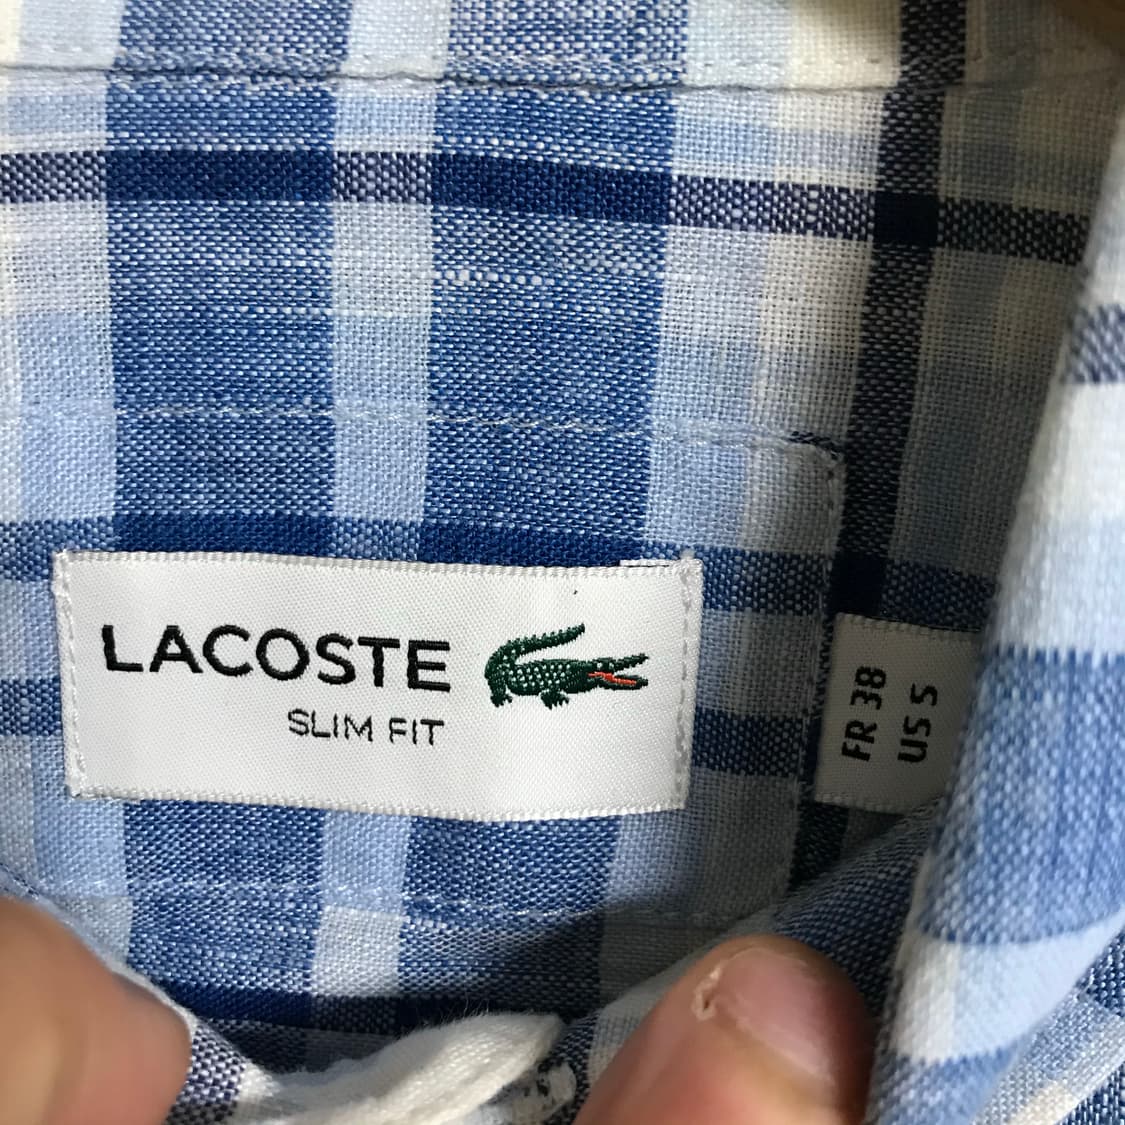 LACOSTE
SLIM FIT
FR 38
US S